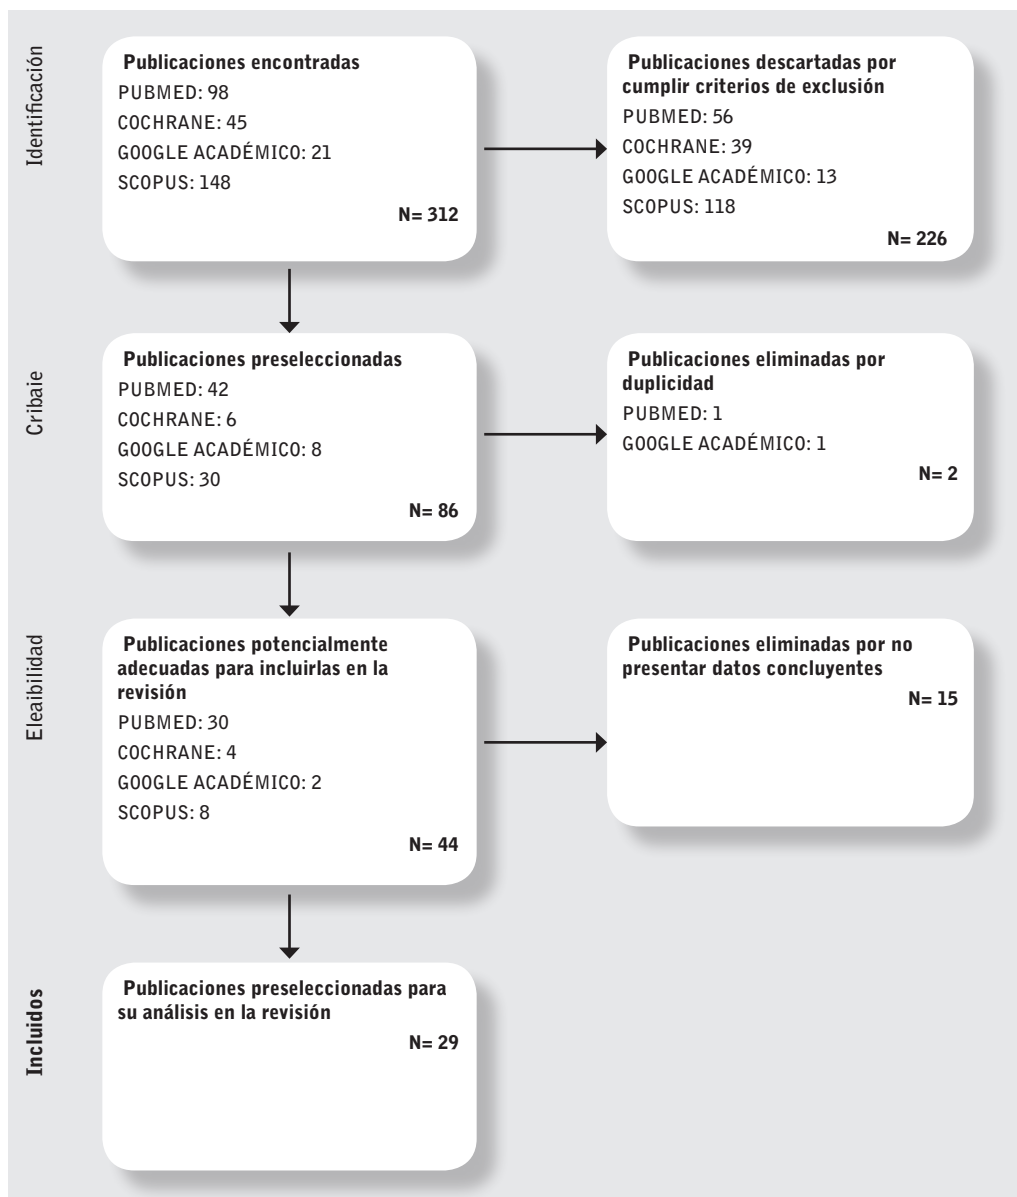 Identificación
Publicaciones encontradas
PUBMED: 98
COCHRANE: 45
GOOGLE ACADÉMICO: 21
SCOPUS: 148
N= 312
Publicaciones descartadas por
cumplir criterios de exclusión
PUBMED: 56
COCHRANE: 39
GOOGLE ACADÉMICO: 13
SCOPUS: 118
N= 226
Cribaie
Publicaciones preseleccionadas
PUBMED: 42
COCHRANE: 6
GOOGLE ACADÉMICO: 8
SCOPUS: 30
N= 86
Publicaciones eliminadas por
duplicidad
PUBMED: 1
GOOGLE ACADÉMICO: 1
N= 2
Eleaibilidad
Publicaciones potencialmente
adecuadas para incluirlas en la
revisión
PUBMED: 30
COCHRANE: 4
GOOGLE ACADÉMICO: 2
SCOPUS: 8
N= 44
Publicaciones eliminadas por no
presentar datos concluyentes
N= 15
Incluidos
Publicaciones preseleccionadas para
su análisis en la revisión
N= 29